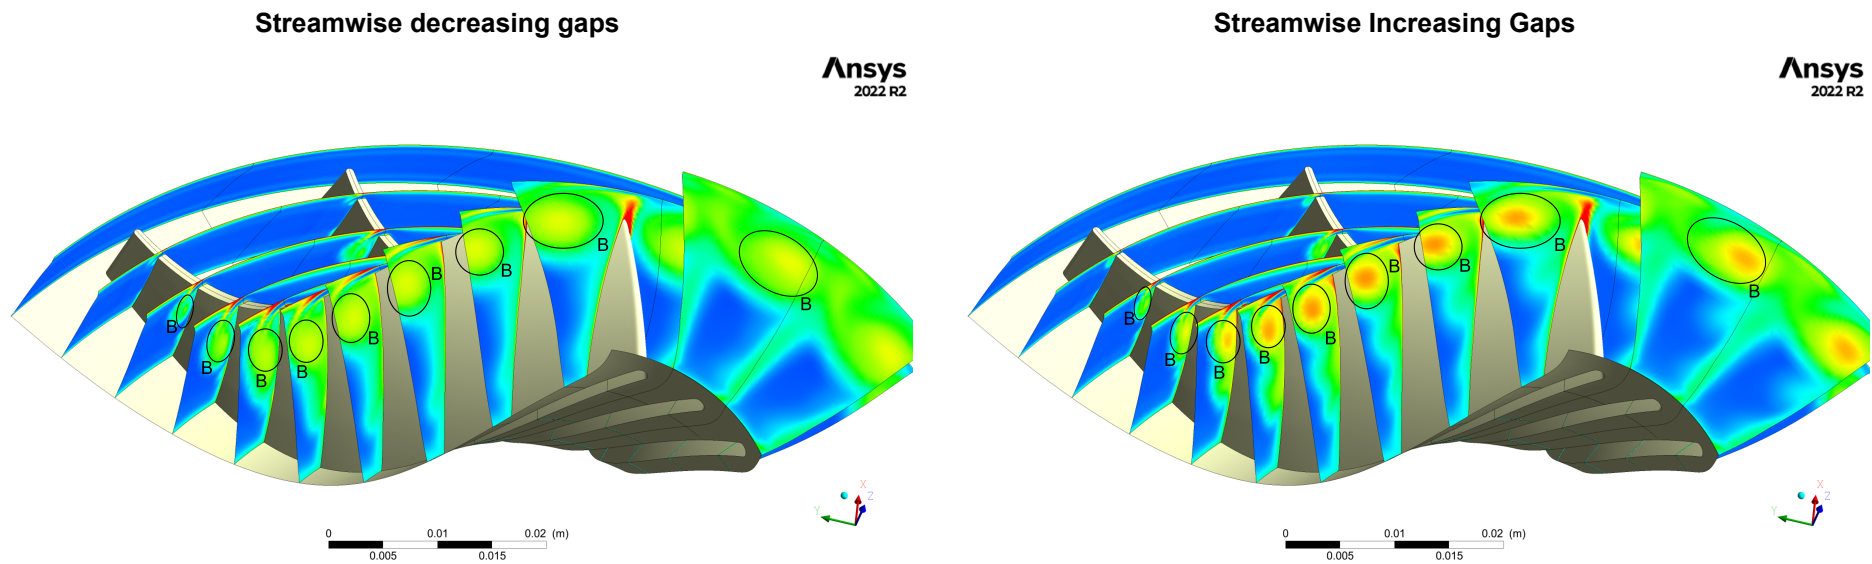 Streamwise decreasing gaps
Ansys
2022 R2
B
B
B
B
B
B
B
B
B
Y
X
Z
0
0.01
0.02
(m)
0.005
0.015
Streamwise Increasing Gaps
Ansys
2022 R2
B
B
B
B
B
B
B
B
B
Y
X
Z
0
0.01
0.02
(m)
0.005
0.015